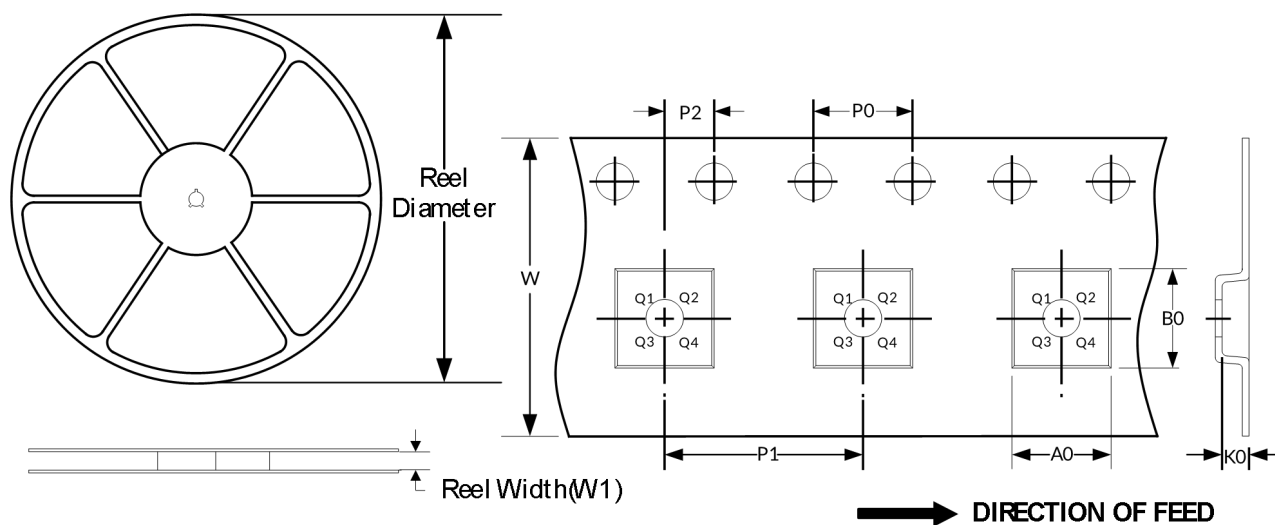 P2
P0
Reel
Diameter
W
Q1 Q2
Q3 Q4
Q1 Q2
Q3 Q4
Q1 Q2
Q3 Q4
B0
P1
A0
K0
Reel Width(W1)
DIRECTION OF FEED